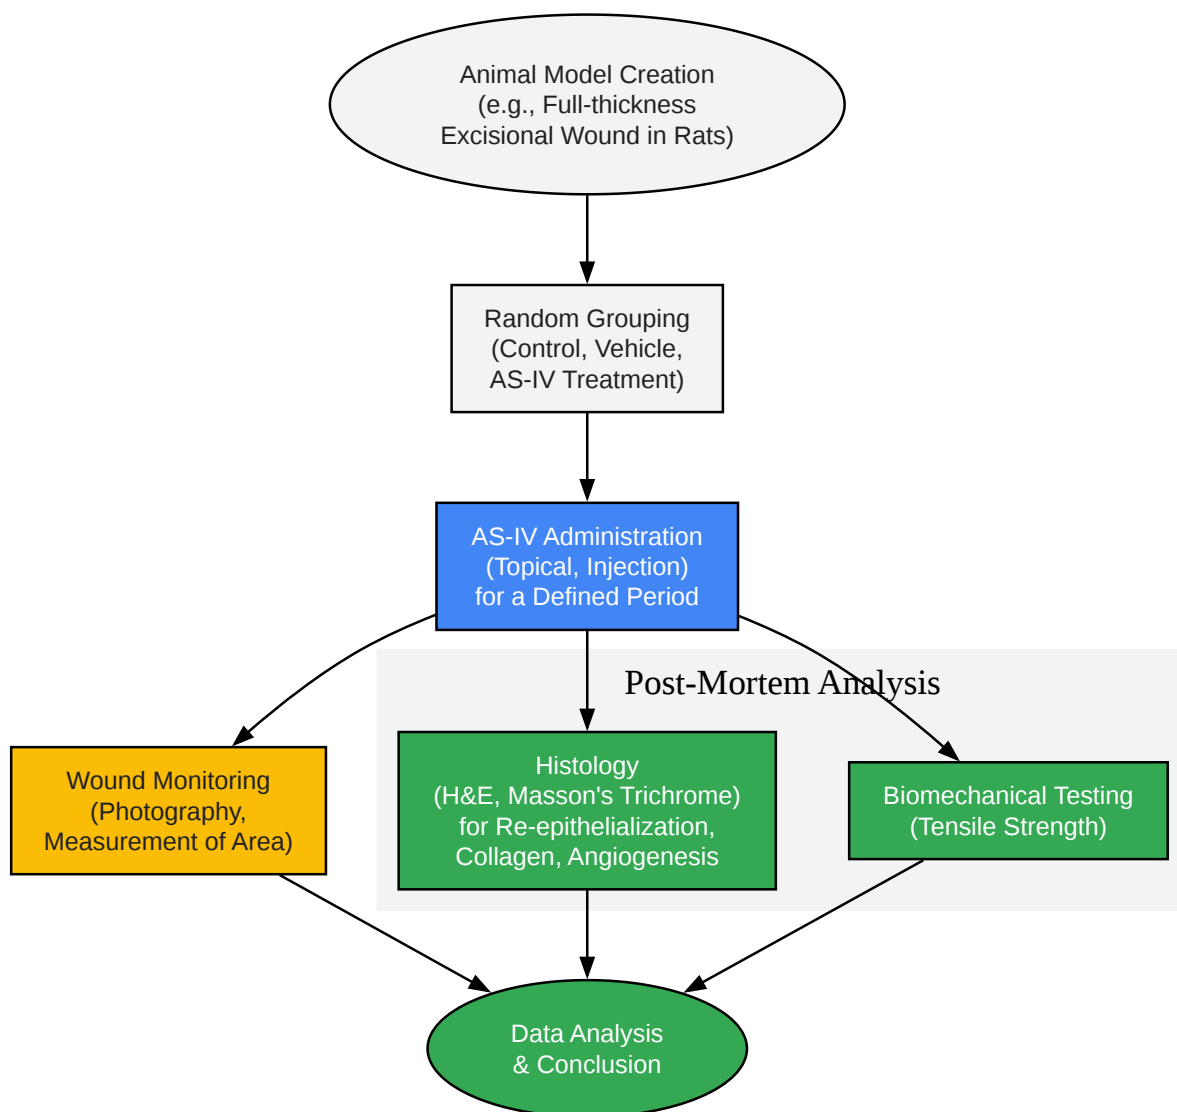 Animal Model Creation
(e.g., Full-thickness
Excisional Wound in Rats)
Random Grouping
(Control, Vehicle,
AS-IV Treatment)
AS-IV Administration
(Topical, Injection)
for a Defined Period
Post-Mortem Analysis
Wound Monitoring
(Photography,
Measurement of Area)
Histology
(H&E, Masson's Trichrome)
for Re-epithelialization,
Collagen, Angiogenesis
Biomechanical Testing
(Tensile Strength)
Data Analysis
& Conclusion